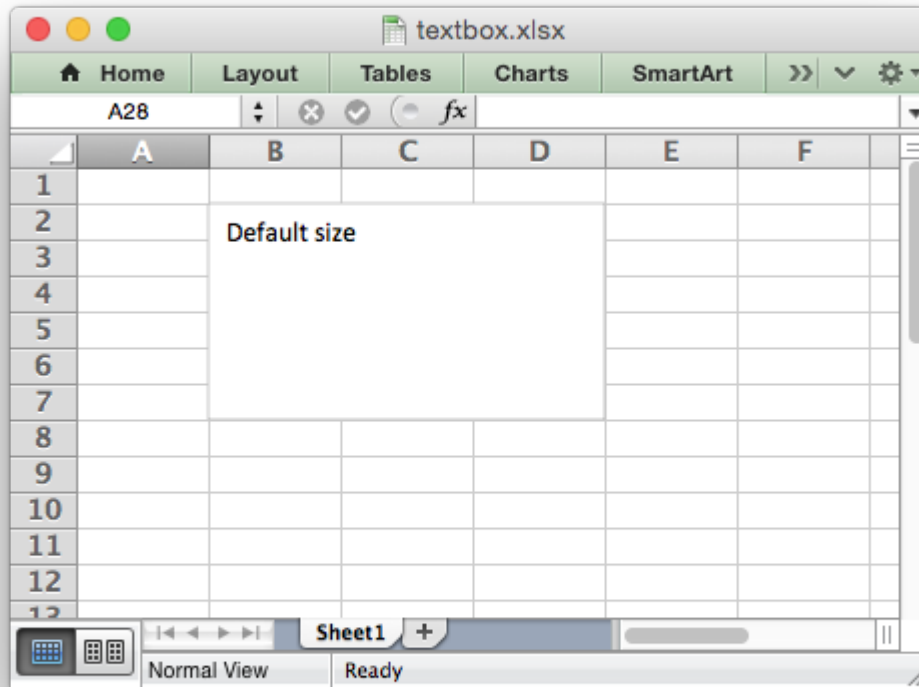 textbox.xlsx
Home Layout Tables Charts SmartArt
A28 fx
A B C D E F
1
2 Default size
3
4
5
6
7
8
9
10
11
12
13
Sheet1
Normal View Ready